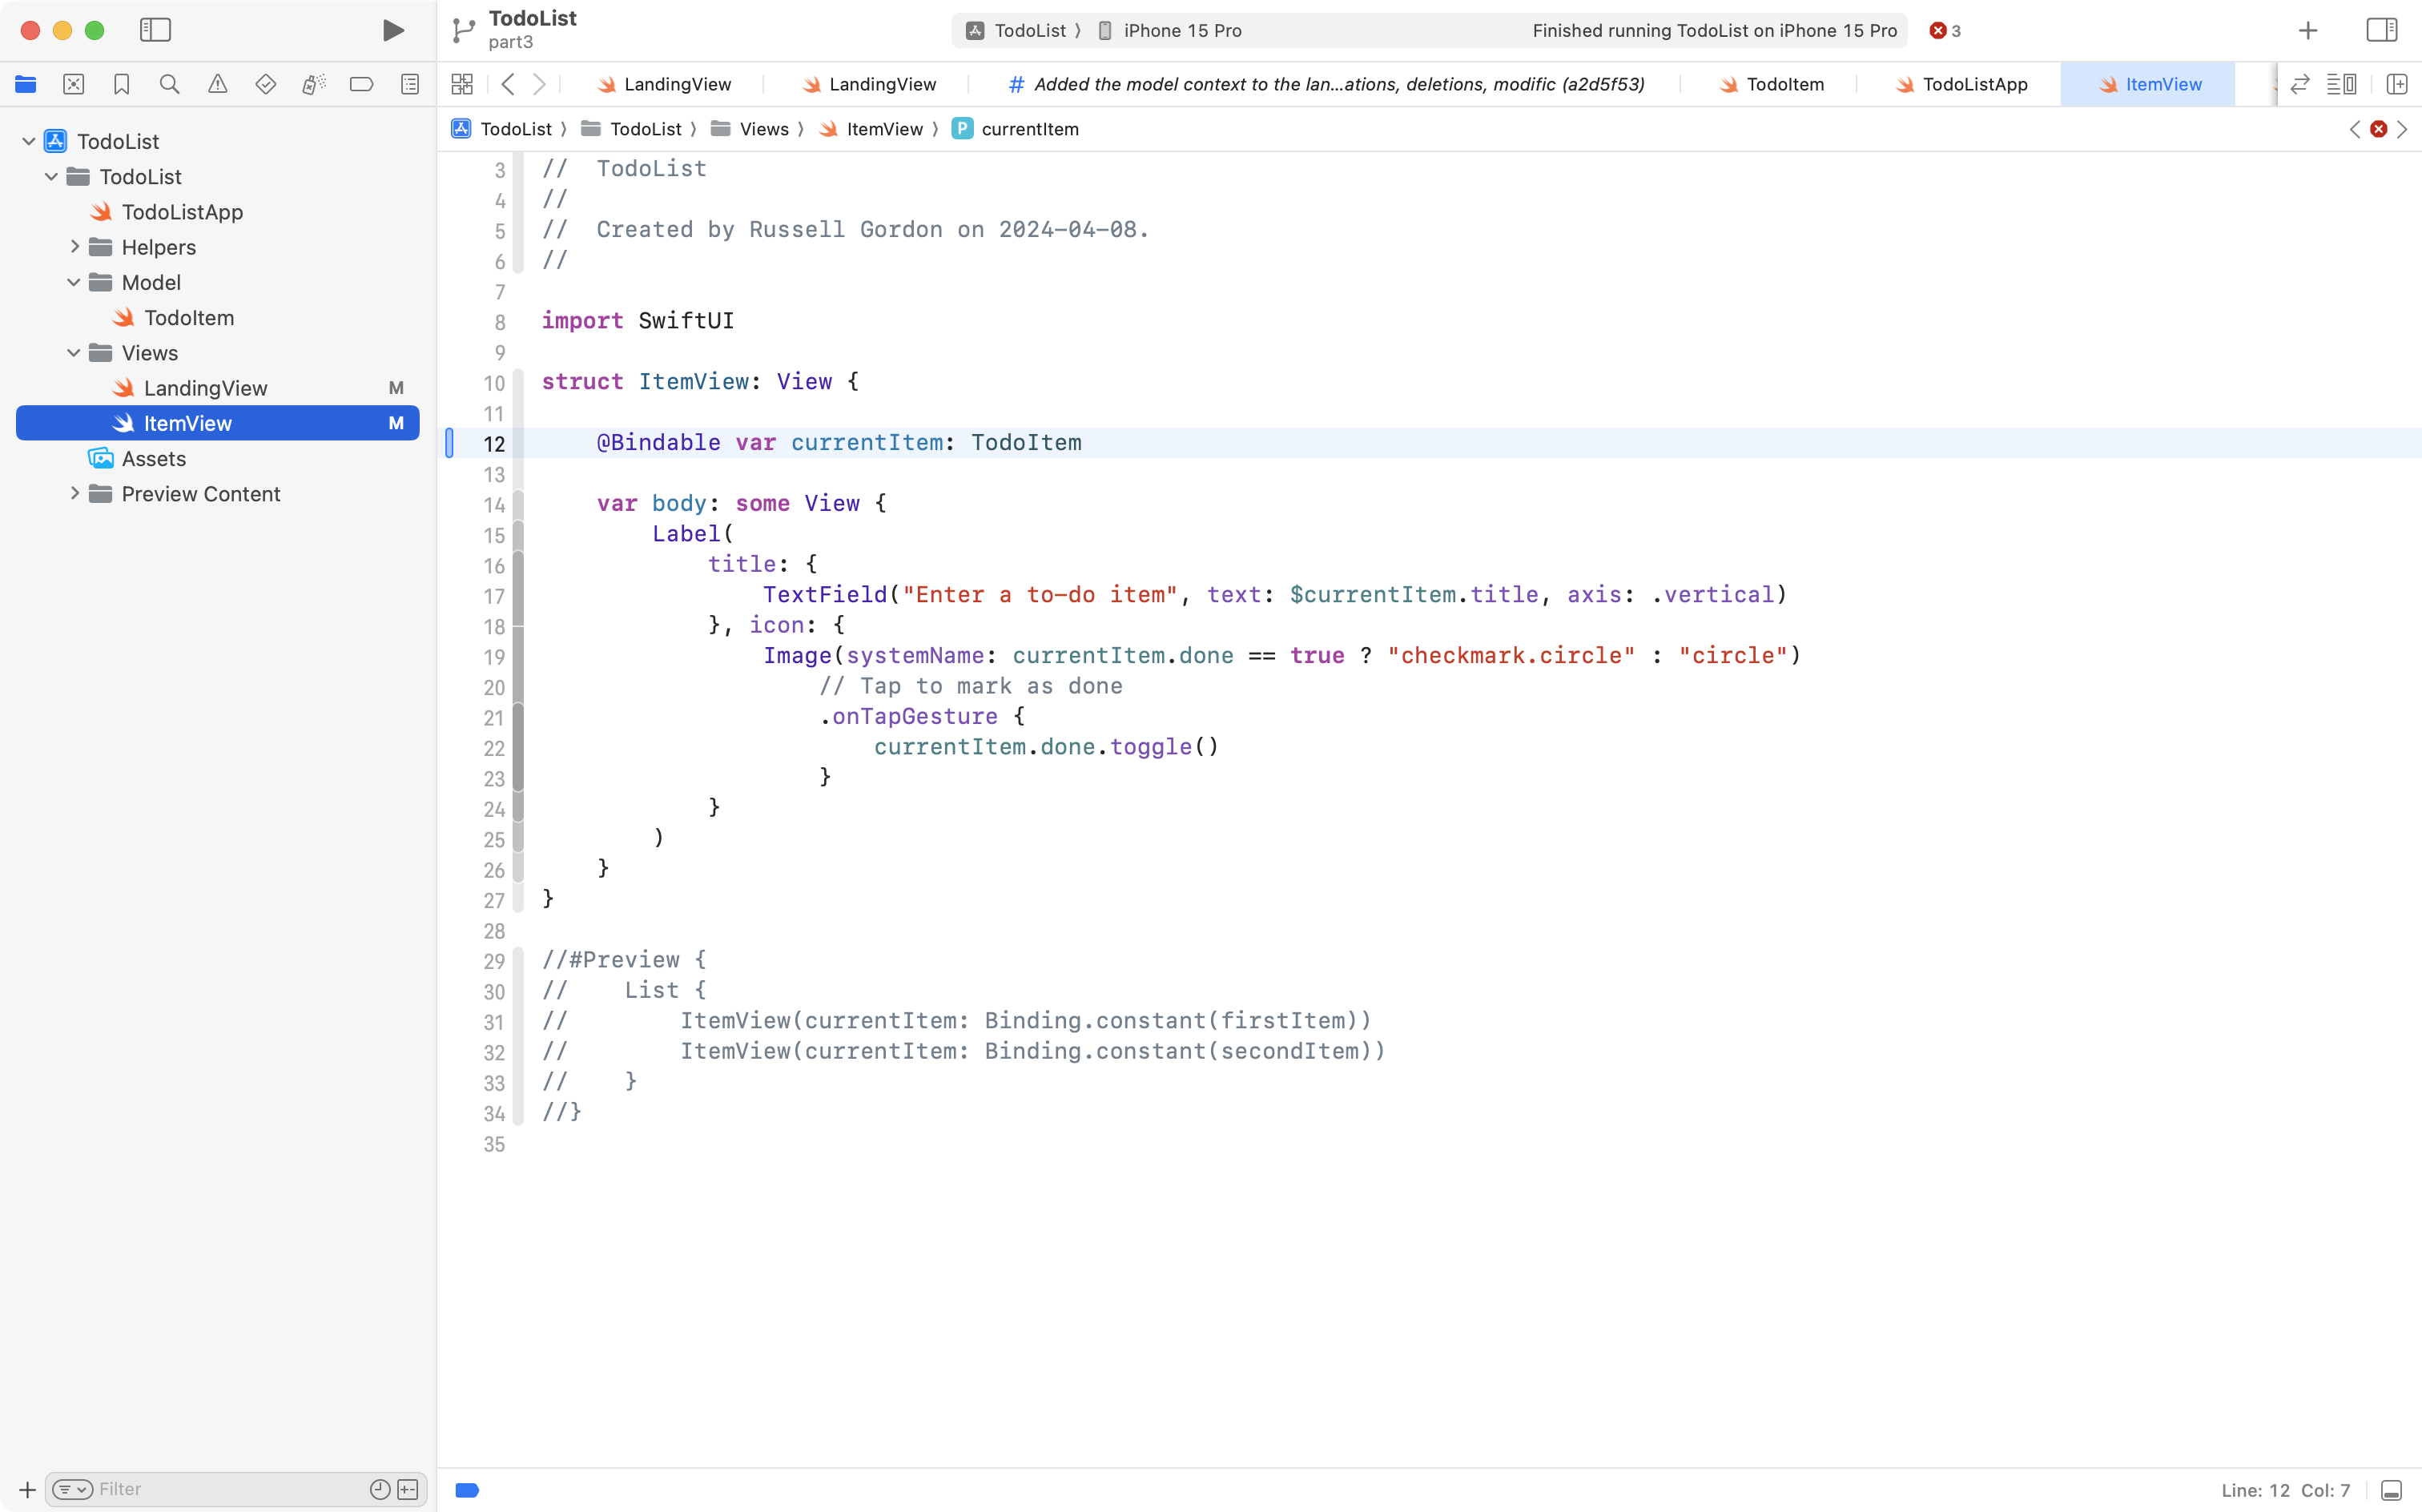 TodoList
part3
TodoList ⟩ iPhone 15 Pro
Finished running TodoList on iPhone 15 Pro
3
LandingView
LandingView
# Added the model context to the lan...ations, deletions, modific (a2d5f53)
TodoItem
TodoListApp
ItemView
TodoList ⟩ TodoList ⟩ Views ⟩ ItemView ⟩ P currentItem
TodoList
TodoList
TodoListApp
Helpers
Model
TodoItem
Views
LandingView M
ItemView M
Assets
Preview Content
3 //  TodoList
4 //
5 //  Created by Russell Gordon on 2024-04-08.
6 //
7
8 import SwiftUI
9
10 struct ItemView: View {
11
12     @Bindable var currentItem: TodoItem
13
14     var body: some View {
15         Label(
16             title: {
17                 TextField("Enter a to-do item", text: $currentItem.title, axis: .vertical)
18             }, icon: {
19                 Image(systemName: currentItem.done == true ? "checkmark.circle" : "circle")
20                     // Tap to mark as done
21                     .onTapGesture {
22                         currentItem.done.toggle()
23                     }
24             }
25         )
26     }
27 }
28
29 //#Preview {
30 //    List {
31 //        ItemView(currentItem: Binding.constant(firstItem))
32 //        ItemView(currentItem: Binding.constant(secondItem))
33 //    }
34 //}
35
Filter
Line: 12  Col: 7